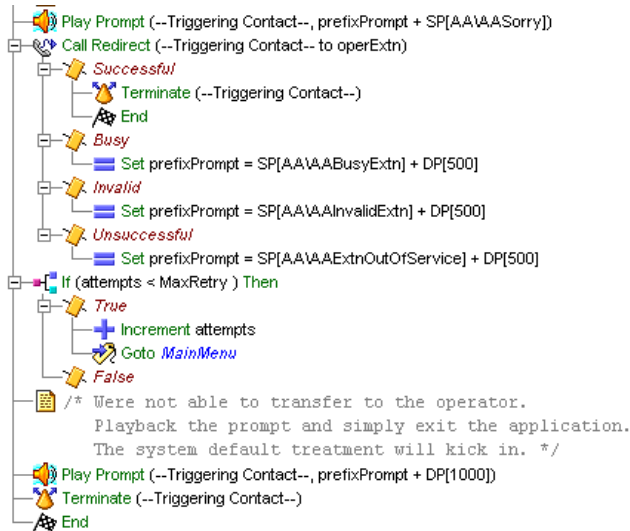 Play Prompt (--Triggering Contact--, prefixPrompt + SP[AA\AASorry])
Call Redirect (--Triggering Contact-- to operExtn)
Successful
Terminate (--Triggering Contact--)
End
Busy
Set prefixPrompt = SP[AA\AABusyExtn] + DP[500]
Invalid
Set prefixPrompt = SP[AA\AAInvalidExtn] + DP[500]
Unsuccessful
Set prefixPrompt = SP[AA\AAExtnOutOfService] + DP[500]
If (attempts < MaxRetry ) Then
True
Increment attempts
Goto MainMenu
False
/* Were not able to transfer to the operator.
Playback the prompt and simply exit the application.
The system default treatment will kick in. */
Play Prompt (--Triggering Contact--, prefixPrompt + DP[1000])
Terminate (--Triggering Contact--)
End